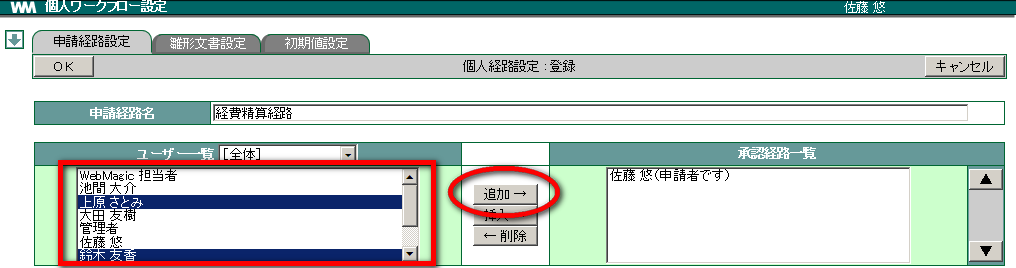 WM 個人ワークフロー設定 佐藤 悠
申請経路設定 雛形文書設定 初期値設定
OK 個人経路設定:登録 キャンセル
申請経路名 経費精算経路
ユーザー一覧 [全体] 承認経路一覧
WebMagic 担当者
池間 大介
上原 さとみ
太田 友樹
管理者
佐藤 悠
鈴木 友香
追加→
挿入
←削除
佐藤 悠(申請者です)